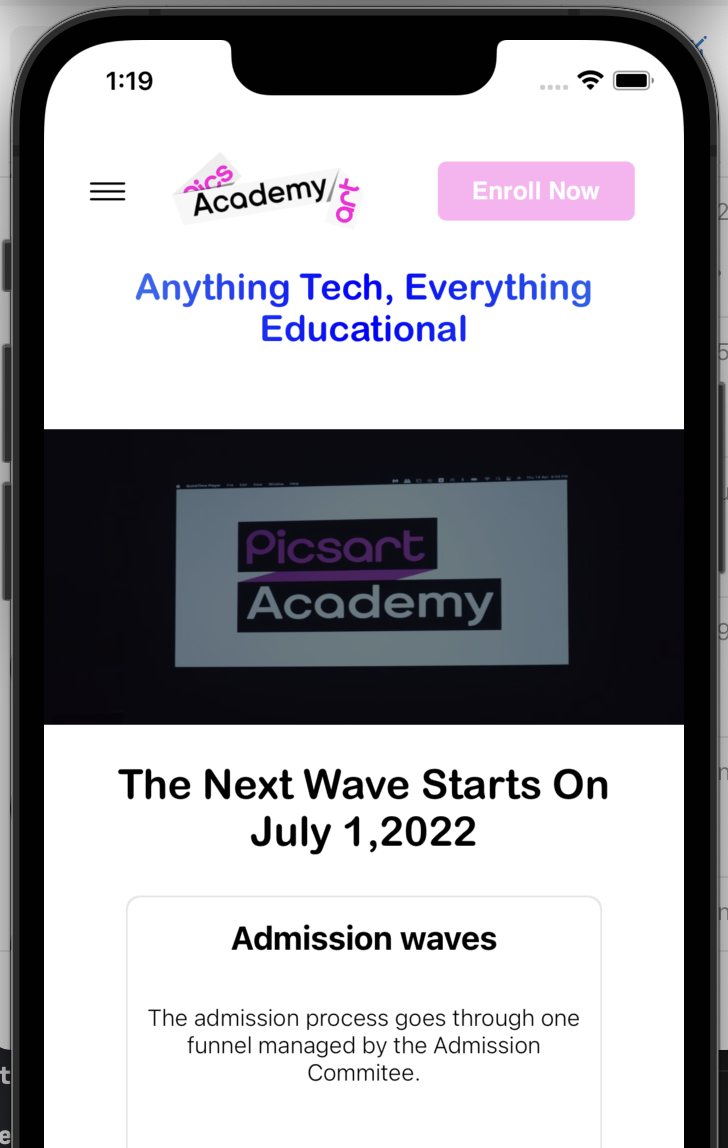 1:19
pics
Academy/
art
Enroll Now
Anything Tech, Everything
Educational
Picsart
Academy
The Next Wave Starts On
July 1,2022
Admission waves
The admission process goes through one
funnel managed by the Admission
Commitee.